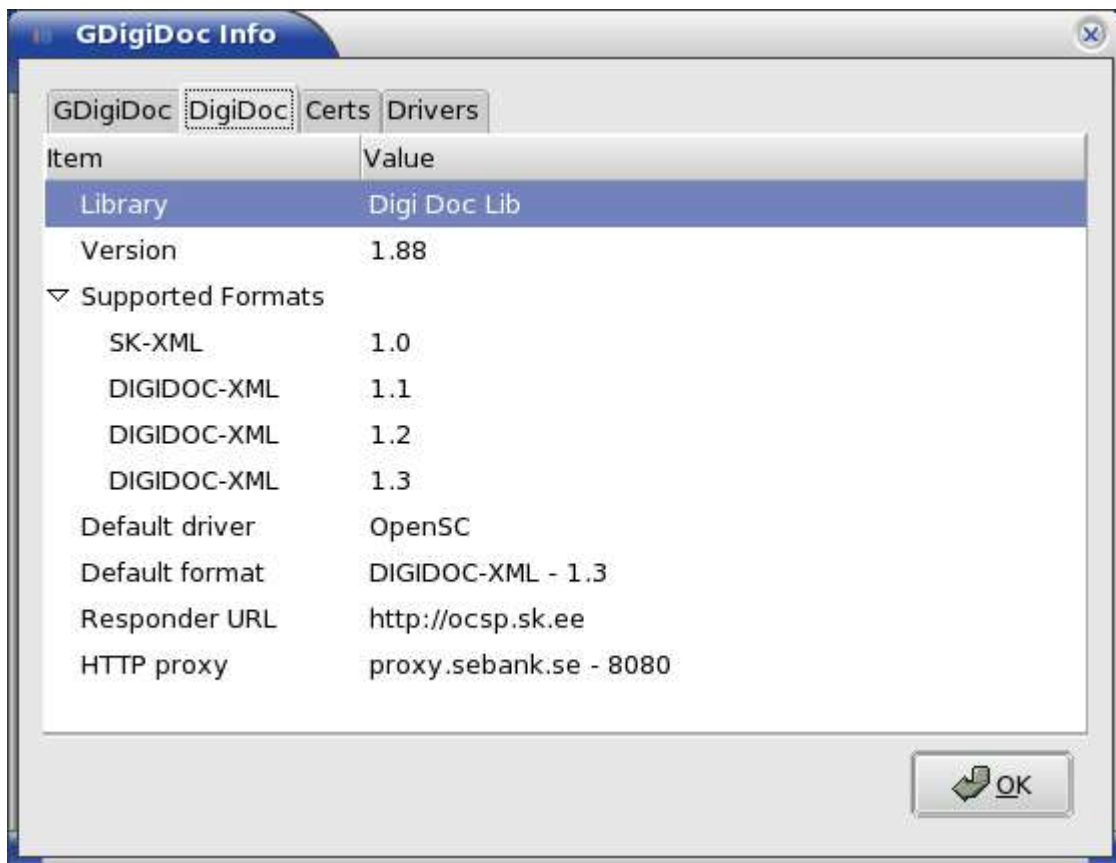 GDigiDoc Info
GDigiDoc DigiDoc Certs Drivers
Item Value
Library Digi Doc Lib
Version 1.88
Supported Formats
SK-XML 1.0
DIGIDOC-XML 1.1
DIGIDOC-XML 1.2
DIGIDOC-XML 1.3
Default driver OpenSC
Default format DIGIDOC-XML - 1.3
Responder URL http://ocsp.sk.ee
HTTP proxy proxy.sebank.se - 8080
OK